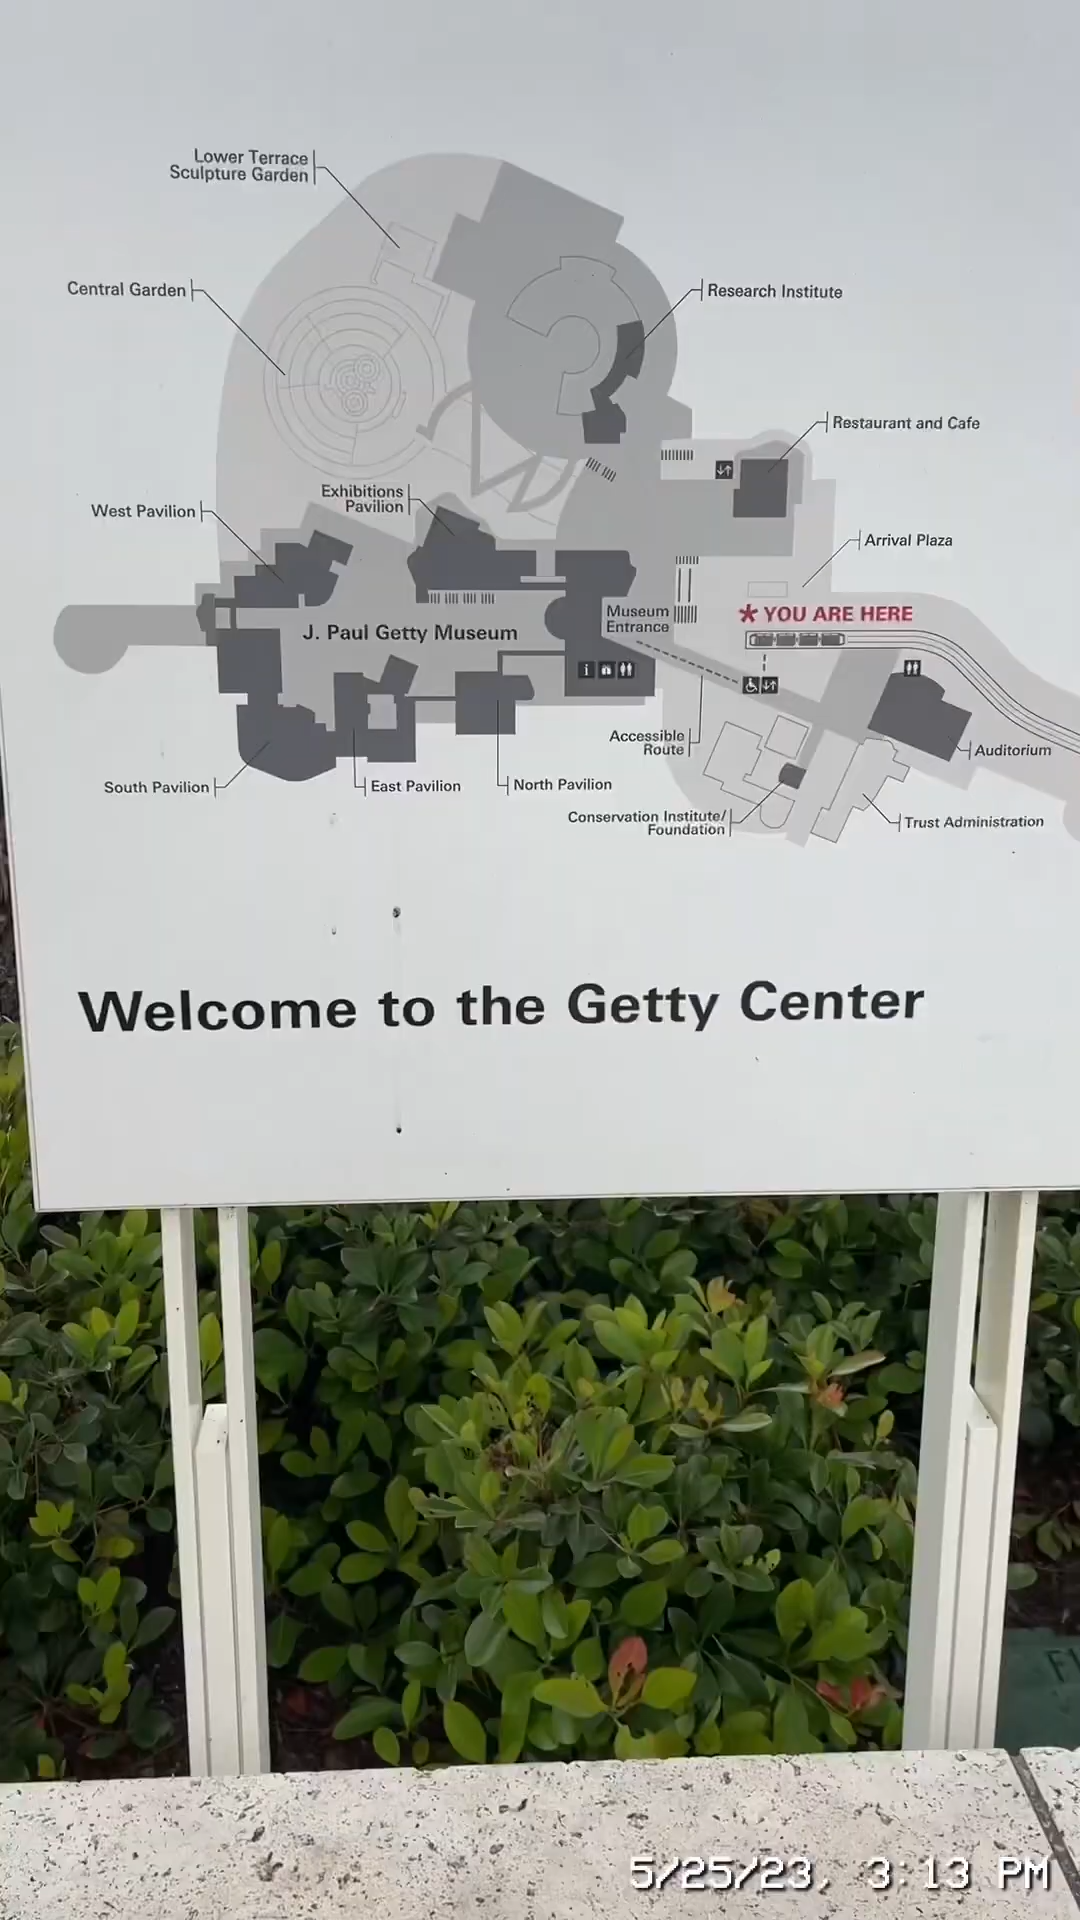 Lower Terrace
Sculpture Garden
Central Garden
Research Institute
Restaurant and Cafe
Exhibitions
Pavilion
West Pavilion
Arrival Plaza
Museum
Entrance
* YOU ARE HERE
J. Paul Getty Museum
Accessible
Route
Auditorium
South Pavilion
East Pavilion
North Pavilion
Conservation Institute/
Foundation
Trust Administration
Welcome to the Getty Center
5/25/23, 3:13 PM